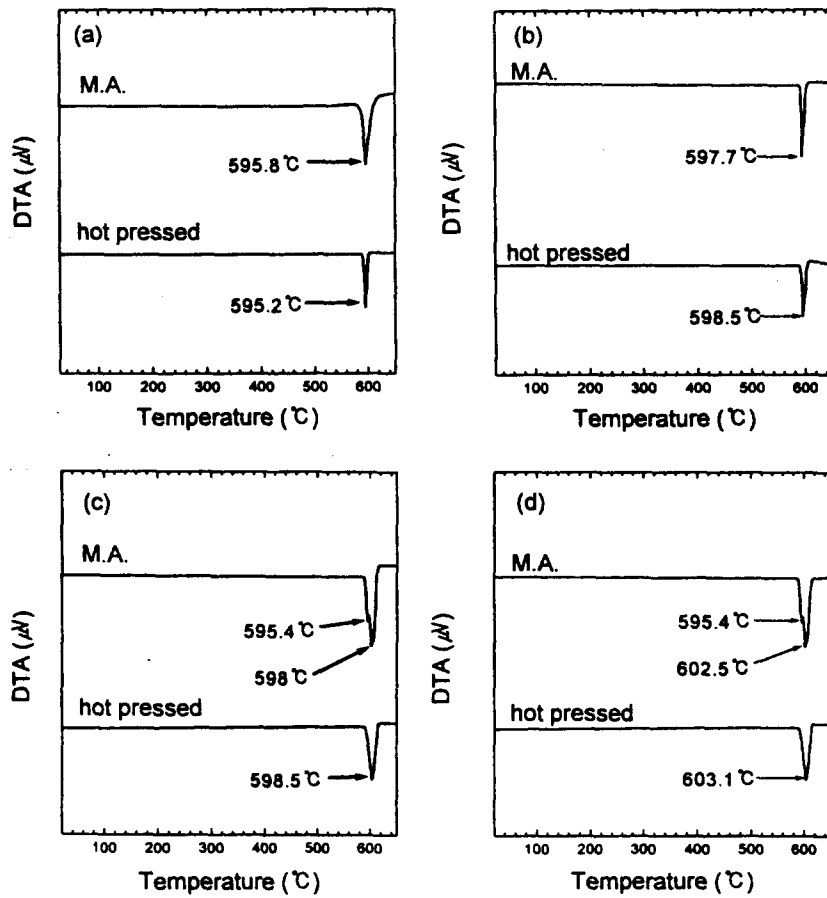 (a)
M.A.
595.8℃
hot pressed
595.2℃
DTA (μV)
100 200 300 400 500 600
Temperature (℃)
(b)
M.A.
597.7℃
hot pressed
598.5℃
DTA (μV)
100 200 300 400 500 600
Temperature (℃)
(c)
M.A.
595.4℃
598℃
hot pressed
598.5℃
DTA (μV)
100 200 300 400 500 600
Temperature (℃)
(d)
M.A.
595.4℃
602.5℃
hot pressed
603.1℃
DTA (μV)
100 200 300 400 500 600
Temperature (℃)